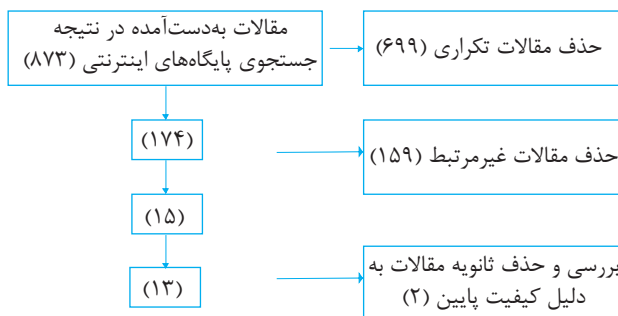 مقالات به‌دست‌آمده در نتیجه
جستجوی پایگاه‌های اینترنتی (۸۷۳)
حذف مقالات تکراری (۶۹۹)
(۱۷۴)
حذف مقالات غیرمرتبط (۱۵۹)
(۱۵)
(۱۳)
بررسی و حذف ثانویه مقالات به
دلیل کیفیت پایین (۲)